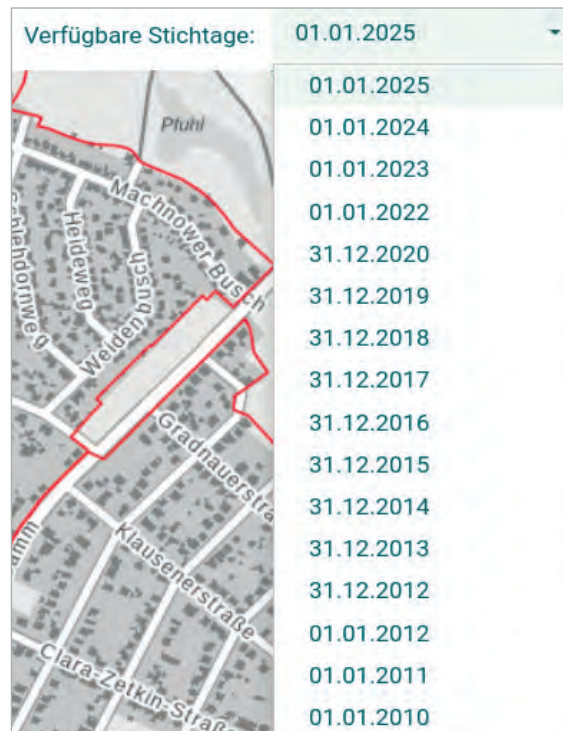 Verfügbare Stichtage: 01.01.2025
01.01.2025
01.01.2024
01.01.2023
01.01.2022
31.12.2020
31.12.2019
31.12.2018
31.12.2017
31.12.2016
31.12.2015
31.12.2014
31.12.2013
31.12.2012
01.01.2012
01.01.2011
01.01.2010
Pfuhl
Machnower Busch
Heideweg
Weidenbusch
Gradnauerstra
Klausenerstraße
Clara-Zetkin-Straß
amm